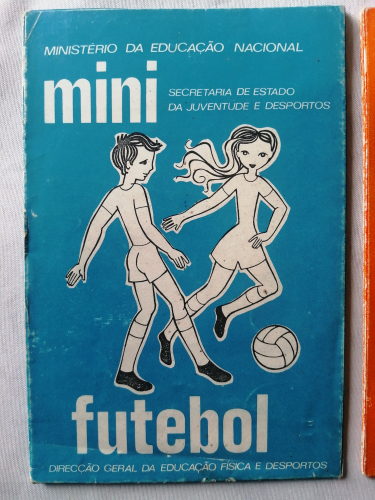 MINISTÉRIO DA EDUCAÇÃO NACIONAL
mini
SECRETARIA DE ESTADO
DA JUVENTUDE E DESPORTOS
futebol
DIRECÇÃO GERAL DA EDUCAÇÃO FÍSICA E DESPORTOS